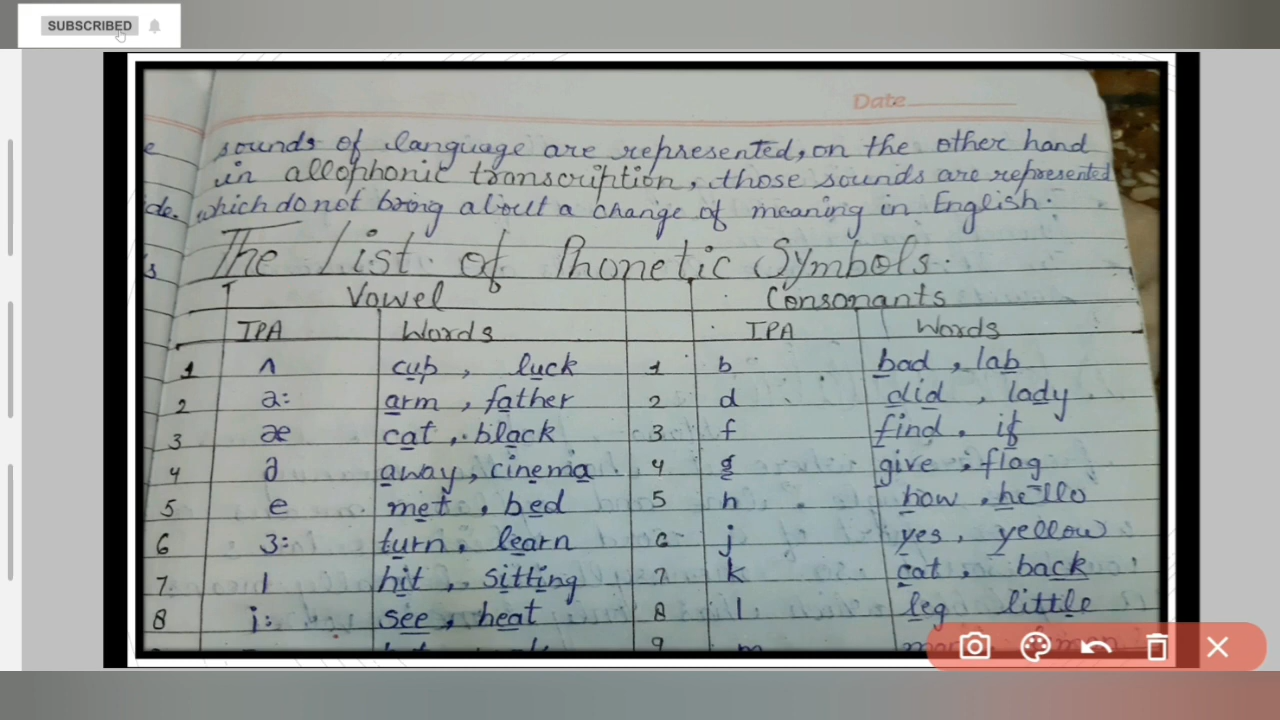 SUBSCRIBED
Date
e sounds of language are represented, on the other hand
in allophonic transcription, those sounds are represented
ide. which do not bring about a change of meaning in English.
s The List of Phonetic Symbols.
Vowel Consonants
IPA Words IPA Words
1 ʌ cup, luck 1 b bad, lab
2 a: arm, father 2 d did, lady
3 æ cat, black 3 f find, if
4 ə away, cinema 4 g give, flag
5 e met, bed 5 h how, hello
6 3: turn, learn 6 j yes, yellow
7. I hit, sitting 7 k cat, back
8 i: see, heat 8 l leg little
9 m